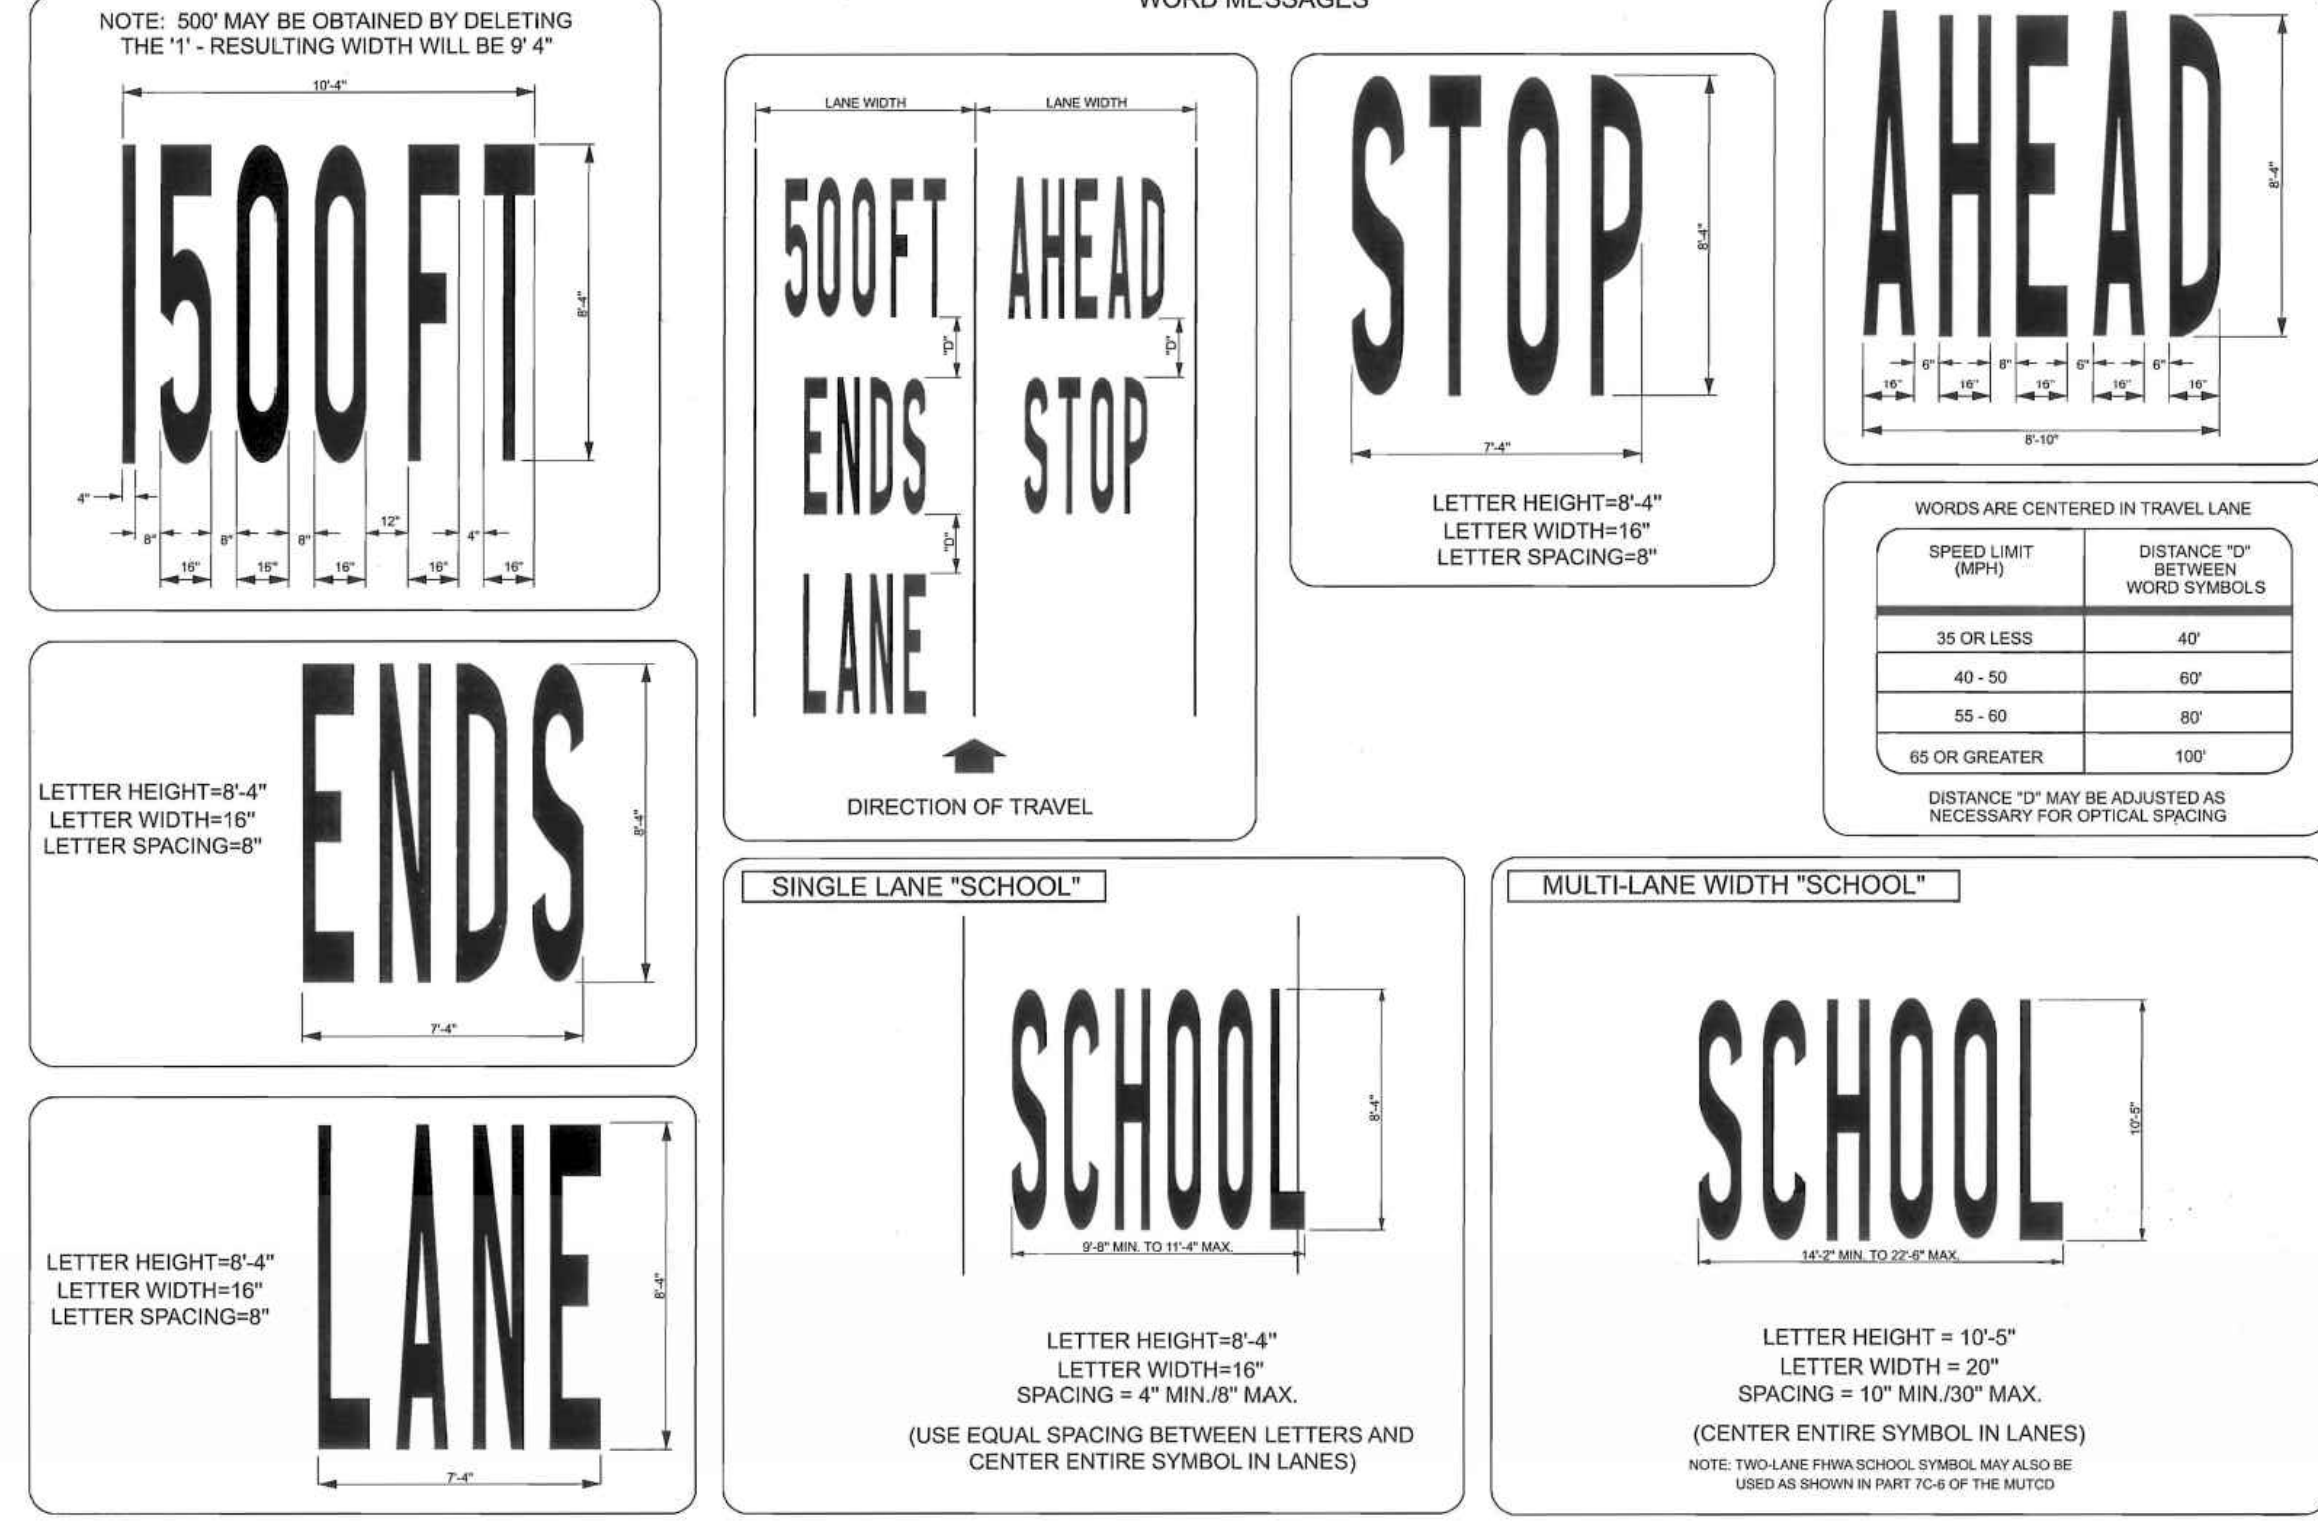 WORD MESSAGES
NOTE: 500' MAY BE OBTAINED BY DELETING
THE '1' - RESULTING WIDTH WILL BE 9' 4"
10'-4"
1500FT
8'-4"
4"
8" 8" 8" 12" 4"
16" 16" 16" 16" 16"
LANE WIDTH LANE WIDTH
500FT AHEAD
"D" "D"
ENDS STOP
"D"
LANE
DIRECTION OF TRAVEL
STOP
8'-4"
7'-4"
LETTER HEIGHT=8'-4"
LETTER WIDTH=16"
LETTER SPACING=8"
AHEAD
8'-4"
6" 8" 6" 6"
16" 16" 16" 16" 16"
8'-10"
WORDS ARE CENTERED IN TRAVEL LANE
SPEED LIMIT
(MPH)
DISTANCE "D"
BETWEEN
WORD SYMBOLS
35 OR LESS 40'
40 - 50 60'
55 - 60 80'
65 OR GREATER 100'
DISTANCE "D" MAY BE ADJUSTED AS
NECESSARY FOR OPTICAL SPACING
ENDS
LETTER HEIGHT=8'-4"
LETTER WIDTH=16"
LETTER SPACING=8"
8'-4"
7'-4"
LANE
LETTER HEIGHT=8'-4"
LETTER WIDTH=16"
LETTER SPACING=8"
8'-4"
7'-4"
SINGLE LANE "SCHOOL"
SCHOOL
8'-4"
9'-8" MIN. TO 11'-4" MAX.
LETTER HEIGHT=8'-4"
LETTER WIDTH=16"
SPACING = 4" MIN./8" MAX.
(USE EQUAL SPACING BETWEEN LETTERS AND
CENTER ENTIRE SYMBOL IN LANES)
MULTI-LANE WIDTH "SCHOOL"
SCHOOL
10'-5"
14'-2" MIN. TO 22'-6" MAX.
LETTER HEIGHT = 10'-5"
LETTER WIDTH = 20"
SPACING = 10" MIN./30" MAX.
(CENTER ENTIRE SYMBOL IN LANES)
NOTE: TWO-LANE FHWA SCHOOL SYMBOL MAY ALSO BE
USED AS SHOWN IN PART 7C-6 OF THE MUTCD